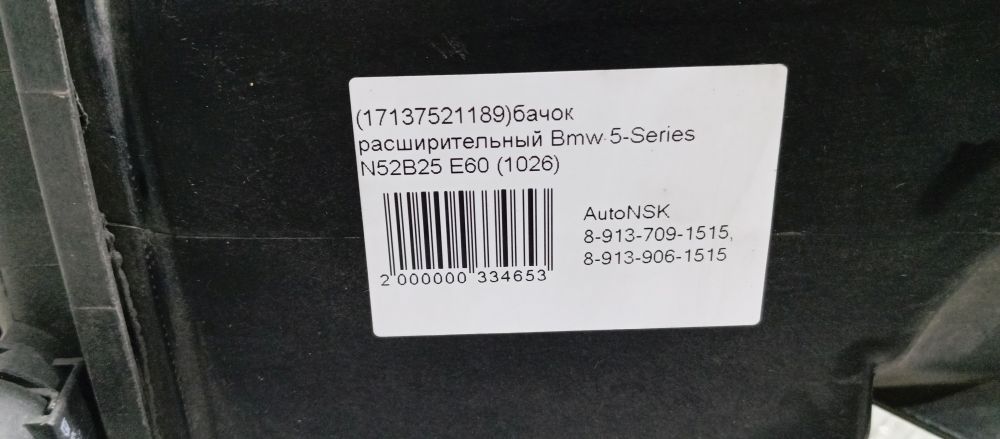 (17137521189)бачок
расширительный Bmw 5-Series
N52B25 E60 (1026)
AutoNSK
8-913-709-1515,
8-913-906-1515
2 000000 334653